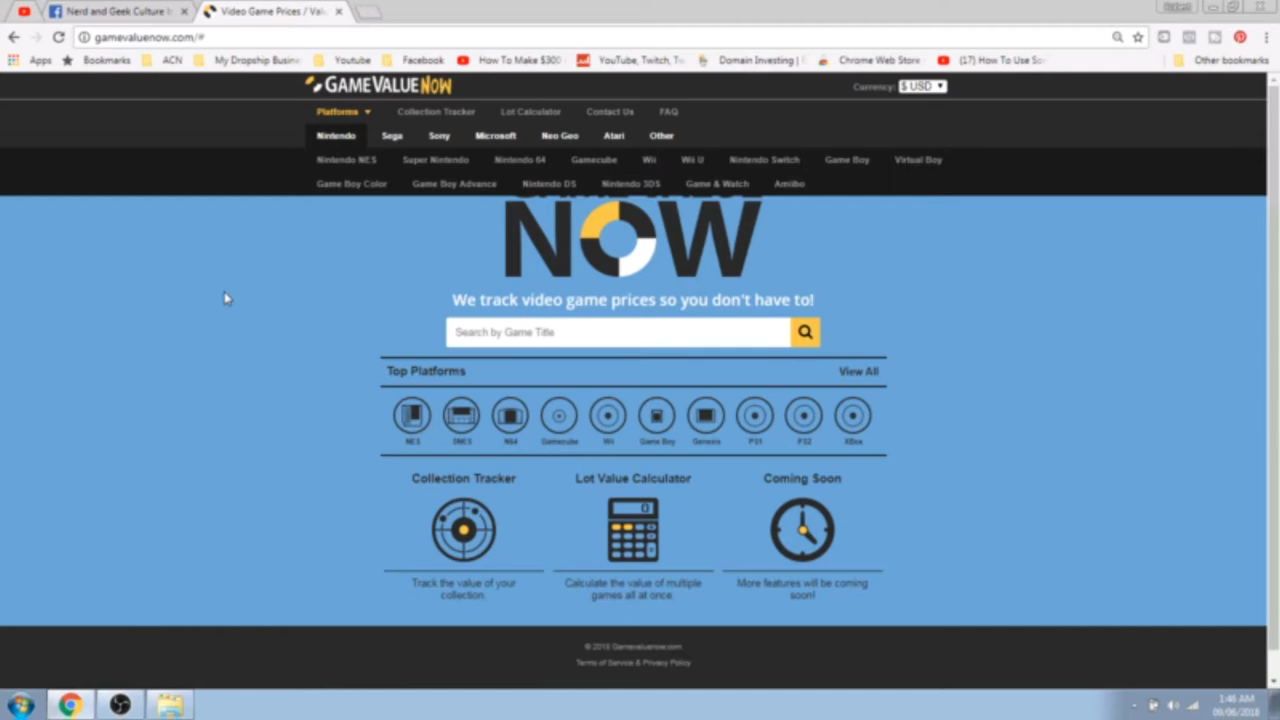 Nerd and Geek Culture
Video Game Prices / Val
gamevaluenow.com/#
Apps Bookmarks ACN My Dropship Busin Youtube Facebook How To Make $300 YouTube, Twitch, Domain Investing Chrome Web Store (17) How To Use Other bookmarks
GAMEVALUENOW
Currency: $ USD
Platforms Collection Tracker Lot Calculator Contact Us FAQ
Nintendo Sega Sony Microsoft Neo Geo Atari Other
Nintendo NES Super Nintendo Nintendo 64 Gamecube Wii Wii U Nintendo Switch Game Boy Virtual Boy
Game Boy Color Game Boy Advance Nintendo DS Nintendo 3DS Game & Watch Amiibo
NOW
We track video game prices so you don't have to!
Search by Game Title
Top Platforms View All
NES SNES N64 Gamecube Wii Game Boy Genesis PS1 PS2 XBox
Collection Tracker Lot Value Calculator Coming Soon
0
Track the value of your collection.
Calculate the value of multiple games all at once.
More features will be coming soon!
© 2018 Gamevaluenow.com
Terms of Service & Privacy Policy
1:46 AM
09/06/2018